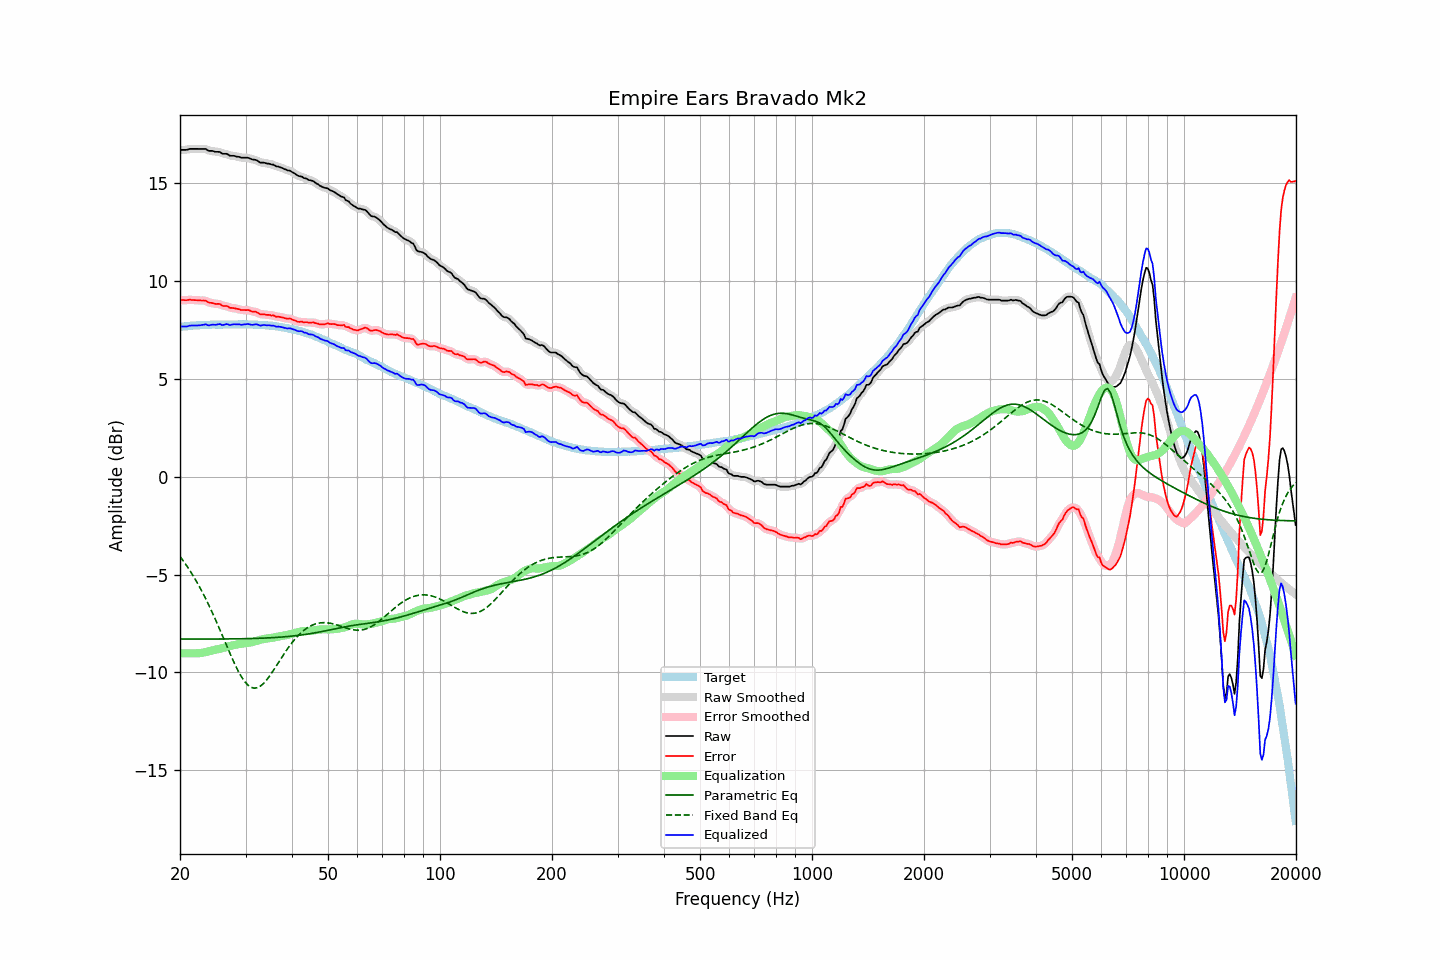 Empire Ears Bravado Mk2
Amplitude (dBr)
15
10
5
0
−5
−10
−15
Target
Raw Smoothed
Error Smoothed
Raw
Error
Equalization
Parametric Eq
Fixed Band Eq
Equalized
20 50 100 200 500 1000 2000 5000 10000 20000
Frequency (Hz)